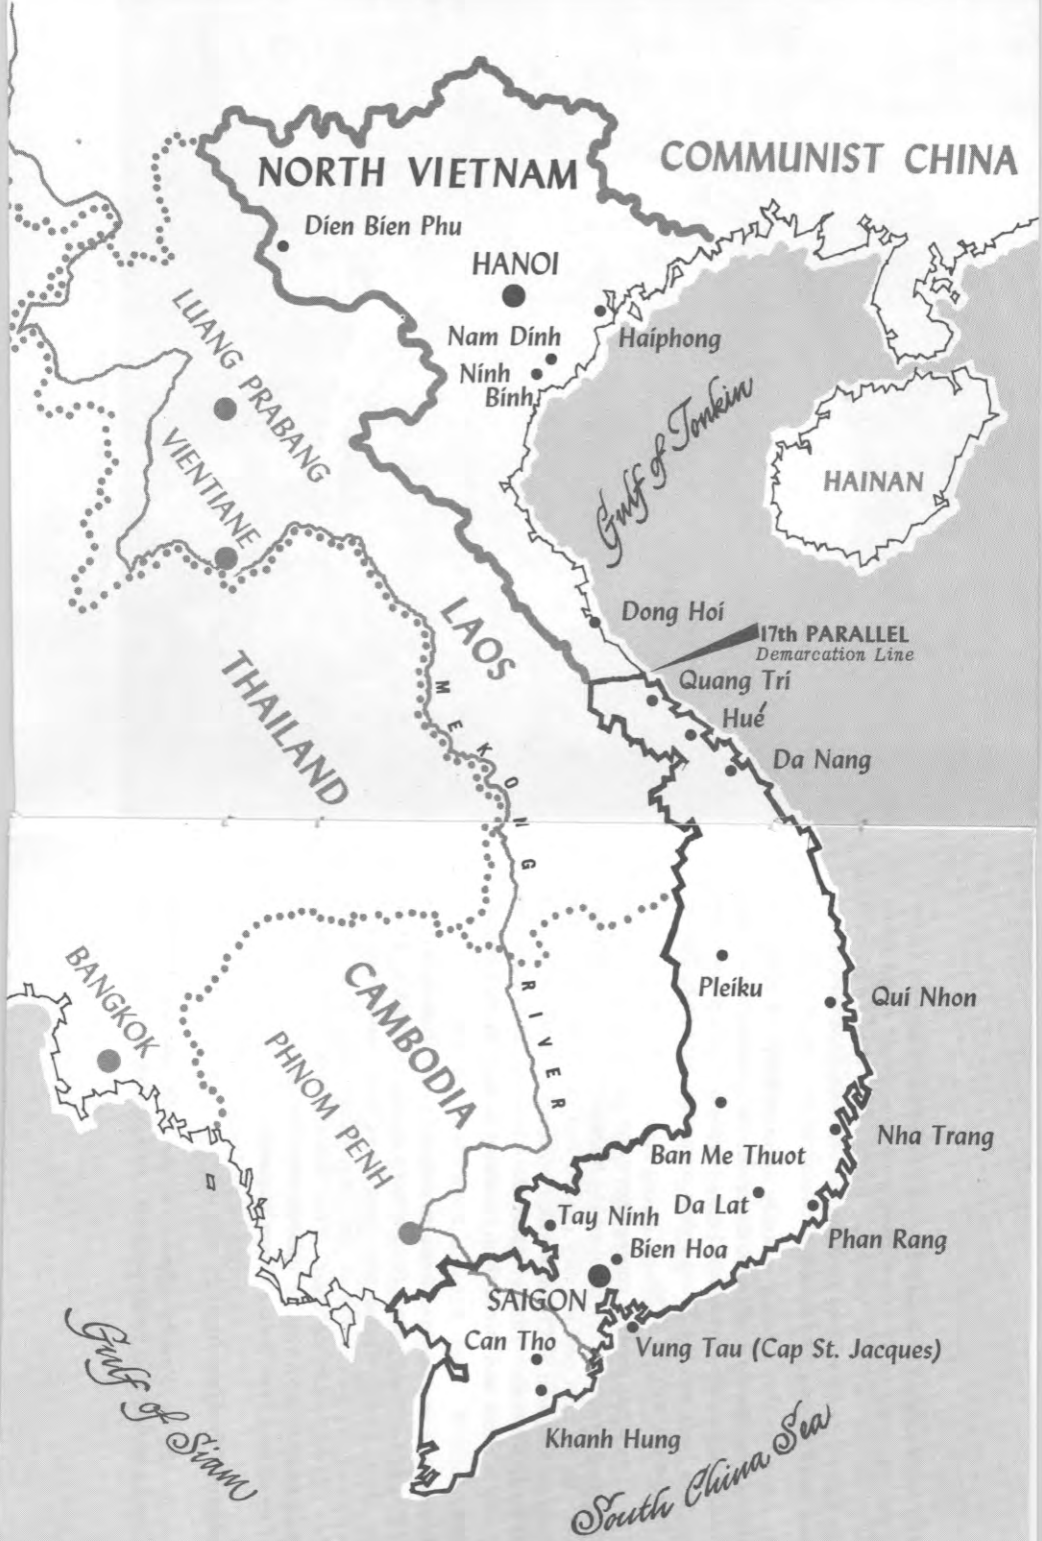 COMMUNIST CHINA
NORTH VIETNAM
Dien Bien Phu
HANOI
LUANG PRABANG
Nam Dinh
Haiphong
Ninh
Binh
Gulf of Tonkin
VIENTIANE
HAINAN
LAOS
Dong Hoi
17th PARALLEL
Demarcation Line
THAILAND
MEKONG RIVER
Quang Tri
Hué
Da Nang
BANGKOK
CAMBODIA
Pleiku
Qui Nhon
PHNOM PENH
Nha Trang
Ban Me Thuot
Da Lat
Tay Ninh
Phan Rang
Bien Hoa
SAIGON
Can Tho
Vung Tau (Cap St. Jacques)
Gulf of Siam
Khanh Hung
South China Sea